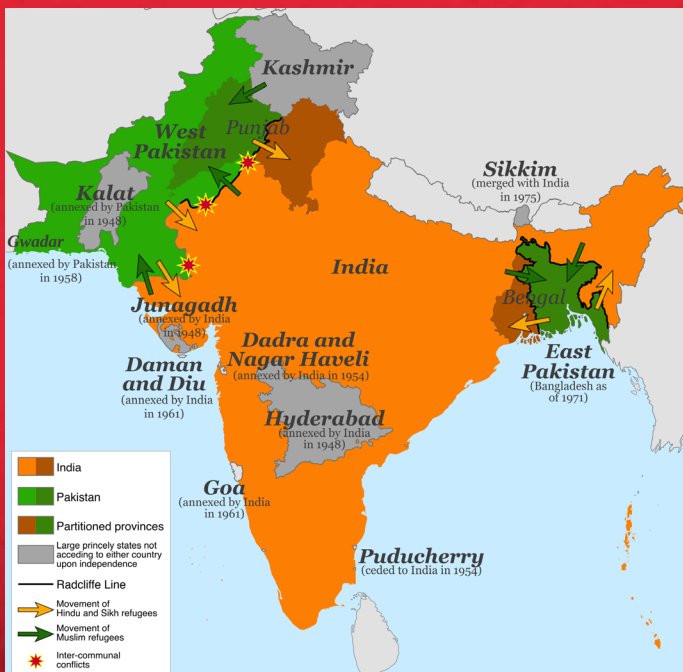 Kashmir
Punjab
West
Pakistan
Sikkim
(merged with India
in 1975)
Kalat
(annexed by Pakistan
in 1948)
Gwadar
(annexed by Pakistan
in 1958)
India
Bengal
Junagadh
(annexed by India
in 1948)
Dadra and
Nagar Haveli
(annexed by India in 1954)
Daman
and Diu
(annexed by India
in 1961)
East
Pakistan
(Bangladesh as
of 1971)
Hyderabad
(annexed by India
in 1948)
Goa
(annexed by India
in 1961)
Puducherry
(ceded to India in 1954)
India
Pakistan
Partitioned provinces
Large princely states not
acceding to either country
upon independence
Radcliffe Line
Movement of
Hindu and Sikh refugees
Movement of
Muslim refugees
Inter-communal
conflicts